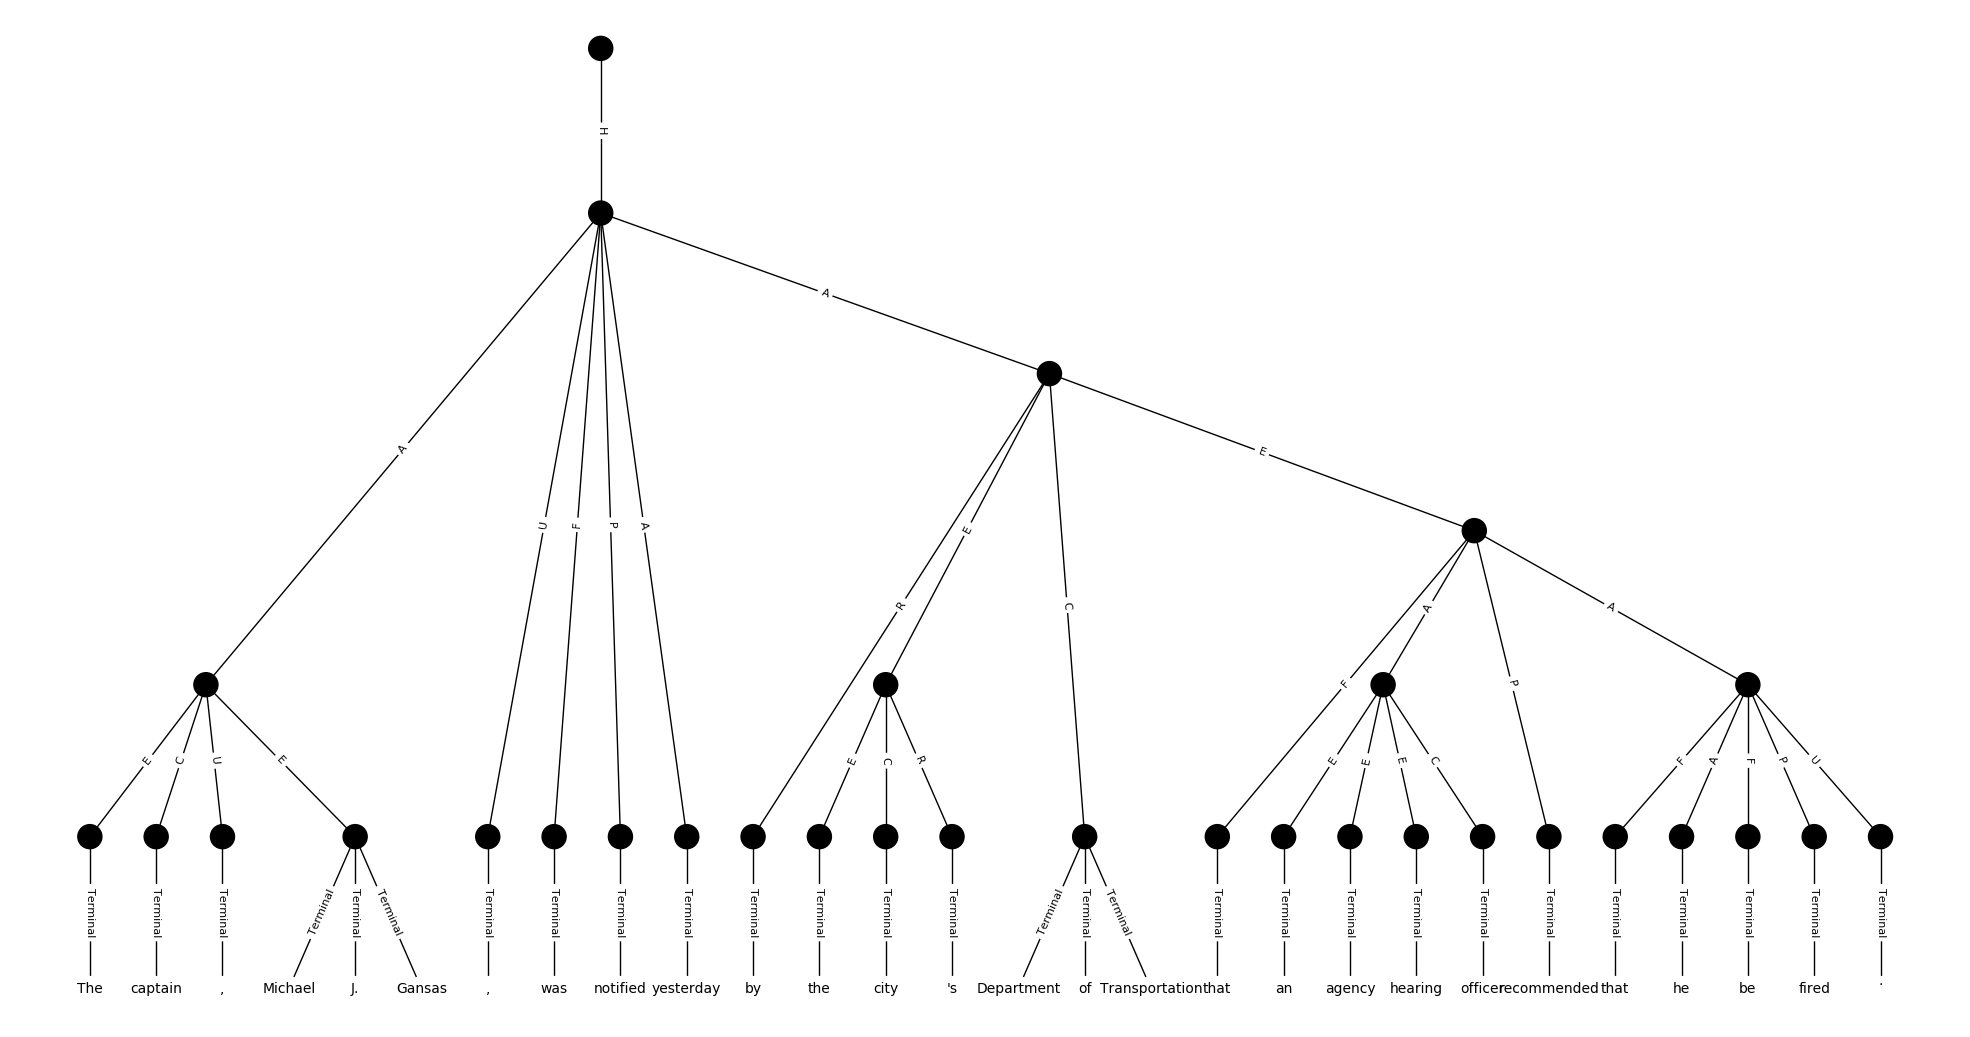 H
A
A
E
U F P A
E
R C A A
F P
E C U E E C R E E E C F A F P U
Terminal Terminal Terminal Terminal Terminal Terminal Terminal Terminal Terminal Terminal Terminal Terminal Terminal Terminal Terminal Terminal Terminal Terminal Terminal Terminal Terminal Terminal Terminal Terminal Terminal Terminal Terminal Terminal
The captain , Michael J. Gansas , was notified yesterday by the city 's Department of Transportation that an agency hearing officer recommended that he be fired .